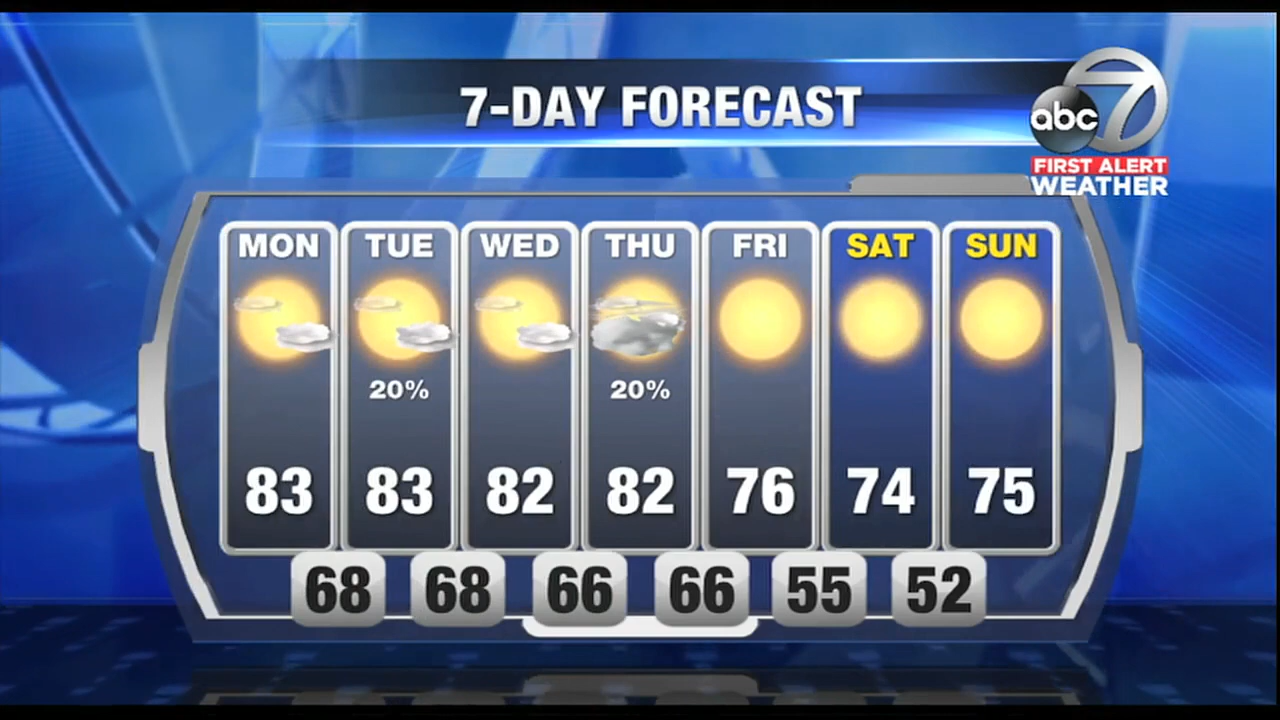 7-DAY FORECAST
abc 7
FIRST ALERT
WEATHER
MON TUE WED THU FRI SAT SUN
20% 20%
83 83 82 82 76 74 75
68 68 66 66 55 52